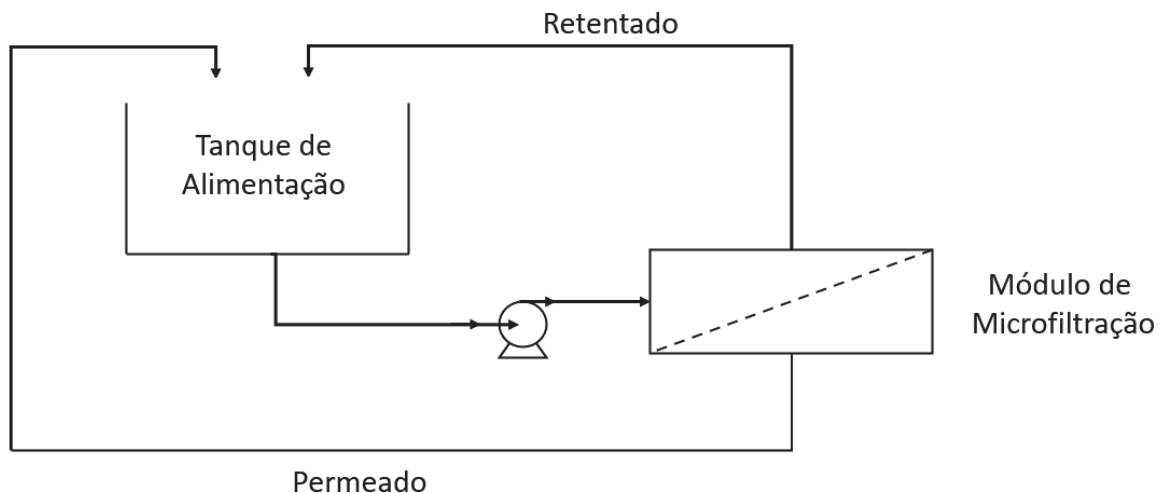 Retentado
Tanque de
Alimentação
Módulo de
Microfiltração
Permeado